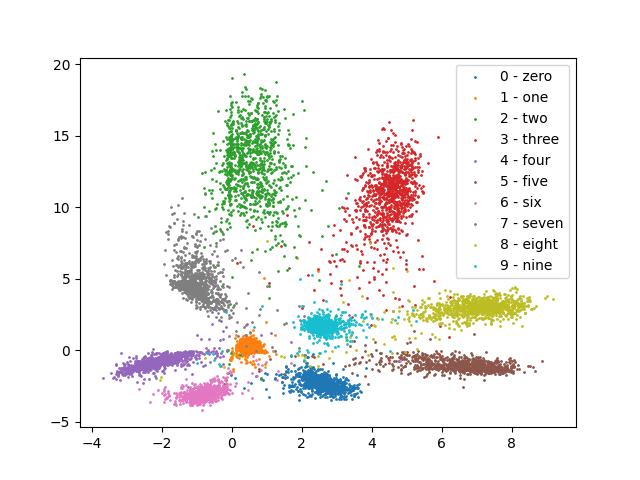 20
15
10
5
0
−5
−4
−2
0
2
4
6
8
0 - zero
1 - one
2 - two
3 - three
4 - four
5 - five
6 - six
7 - seven
8 - eight
9 - nine